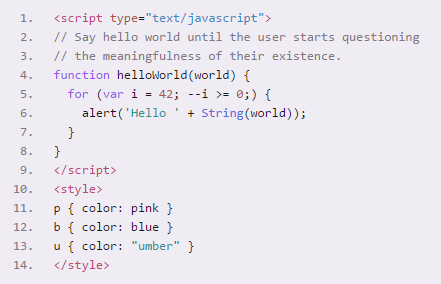 1. <script type="text/javascript">
2. // Say hello world until the user starts questioning
3. // the meaningfulness of their existence.
4. function helloWorld(world) {
5.   for (var i = 42; --i >= 0;) {
6.     alert('Hello ' + String(world));
7.   }
8. }
9. </script>
10. <style>
11. p { color: pink }
12. b { color: blue }
13. u { color: "umber" }
14. </style>